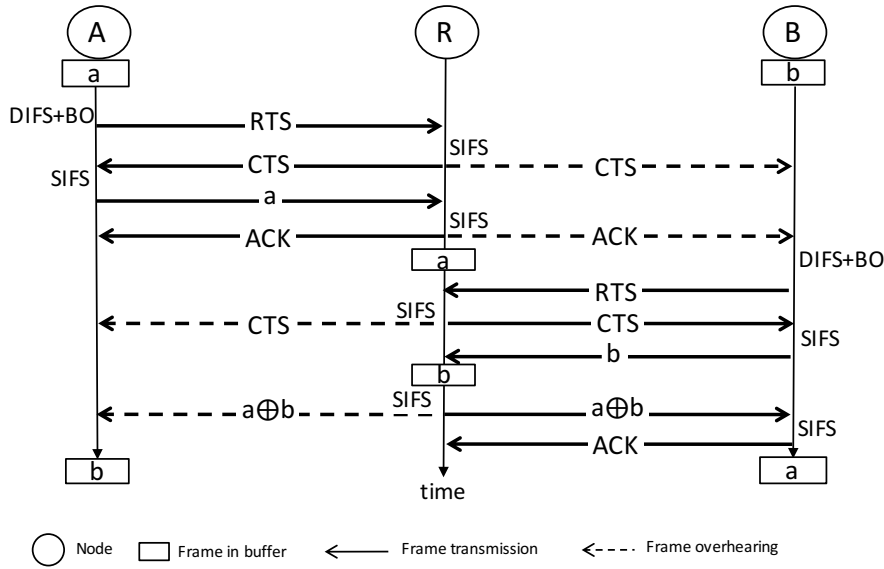 A R B
a b
DIFS+BO RTS
SIFS
CTS CTS
SIFS
a
SIFS
ACK ACK
a DIFS+BO
RTS
SIFS
CTS CTS
SIFS
b
b
SIFS
a⊕b a⊕b
SIFS
ACK
b a
time
Node Frame in buffer Frame transmission Frame overhearing